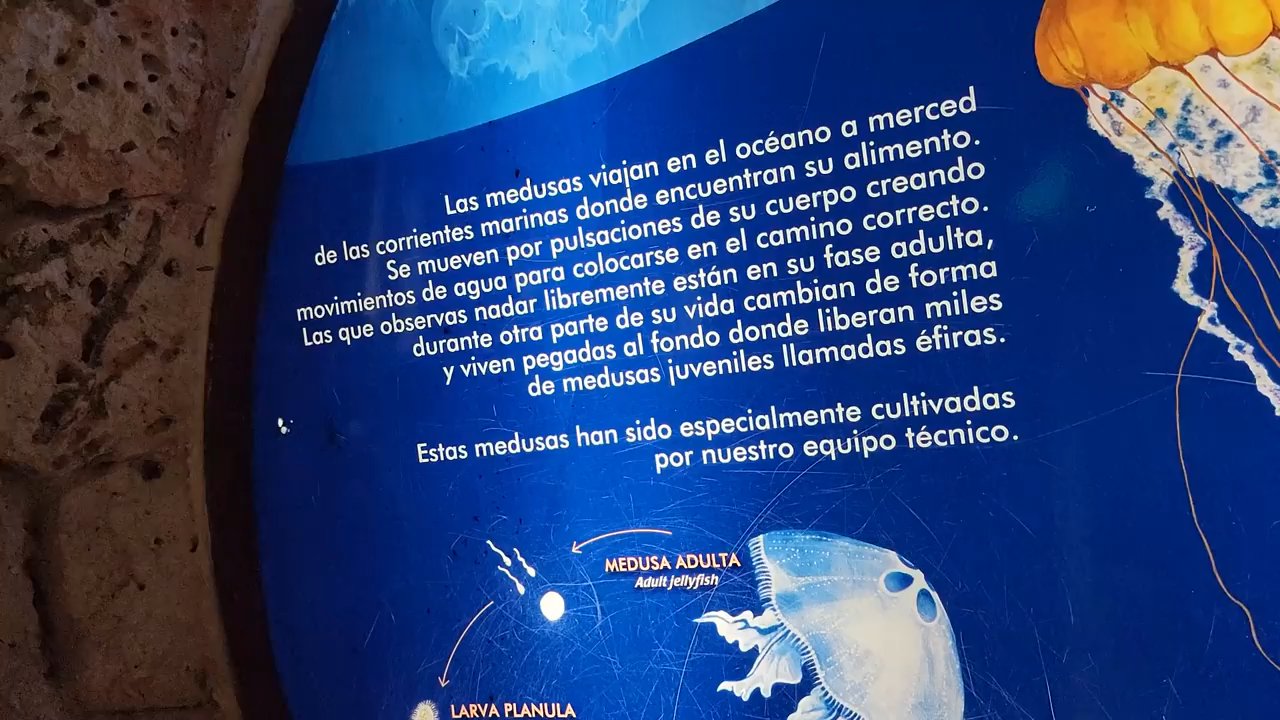 Las medusas viajan en el océano a merced
de las corrientes marinas donde encuentran su alimento.
Se mueven por pulsaciones de su cuerpo creando
movimientos de agua para colocarse en el camino correcto.
Las que observas nadar libremente están en su fase adulta,
durante otra parte de su vida cambian de forma
y viven pegadas al fondo donde liberan miles
de medusas juveniles llamadas éfiras.
Estas medusas han sido especialmente cultivadas
por nuestro equipo técnico.
MEDUSA ADULTA
Adult jellyfish
LARVA PLANULA